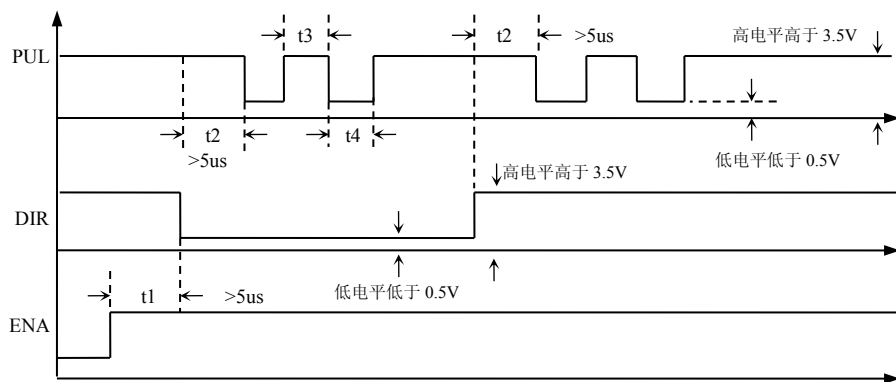 t3
t2
>5us
高电平高于 3.5V
PUL
t2
t4
>5us
低电平低于 0.5V
高电平高于 3.5V
DIR
低电平低于 0.5V
t1
>5us
ENA